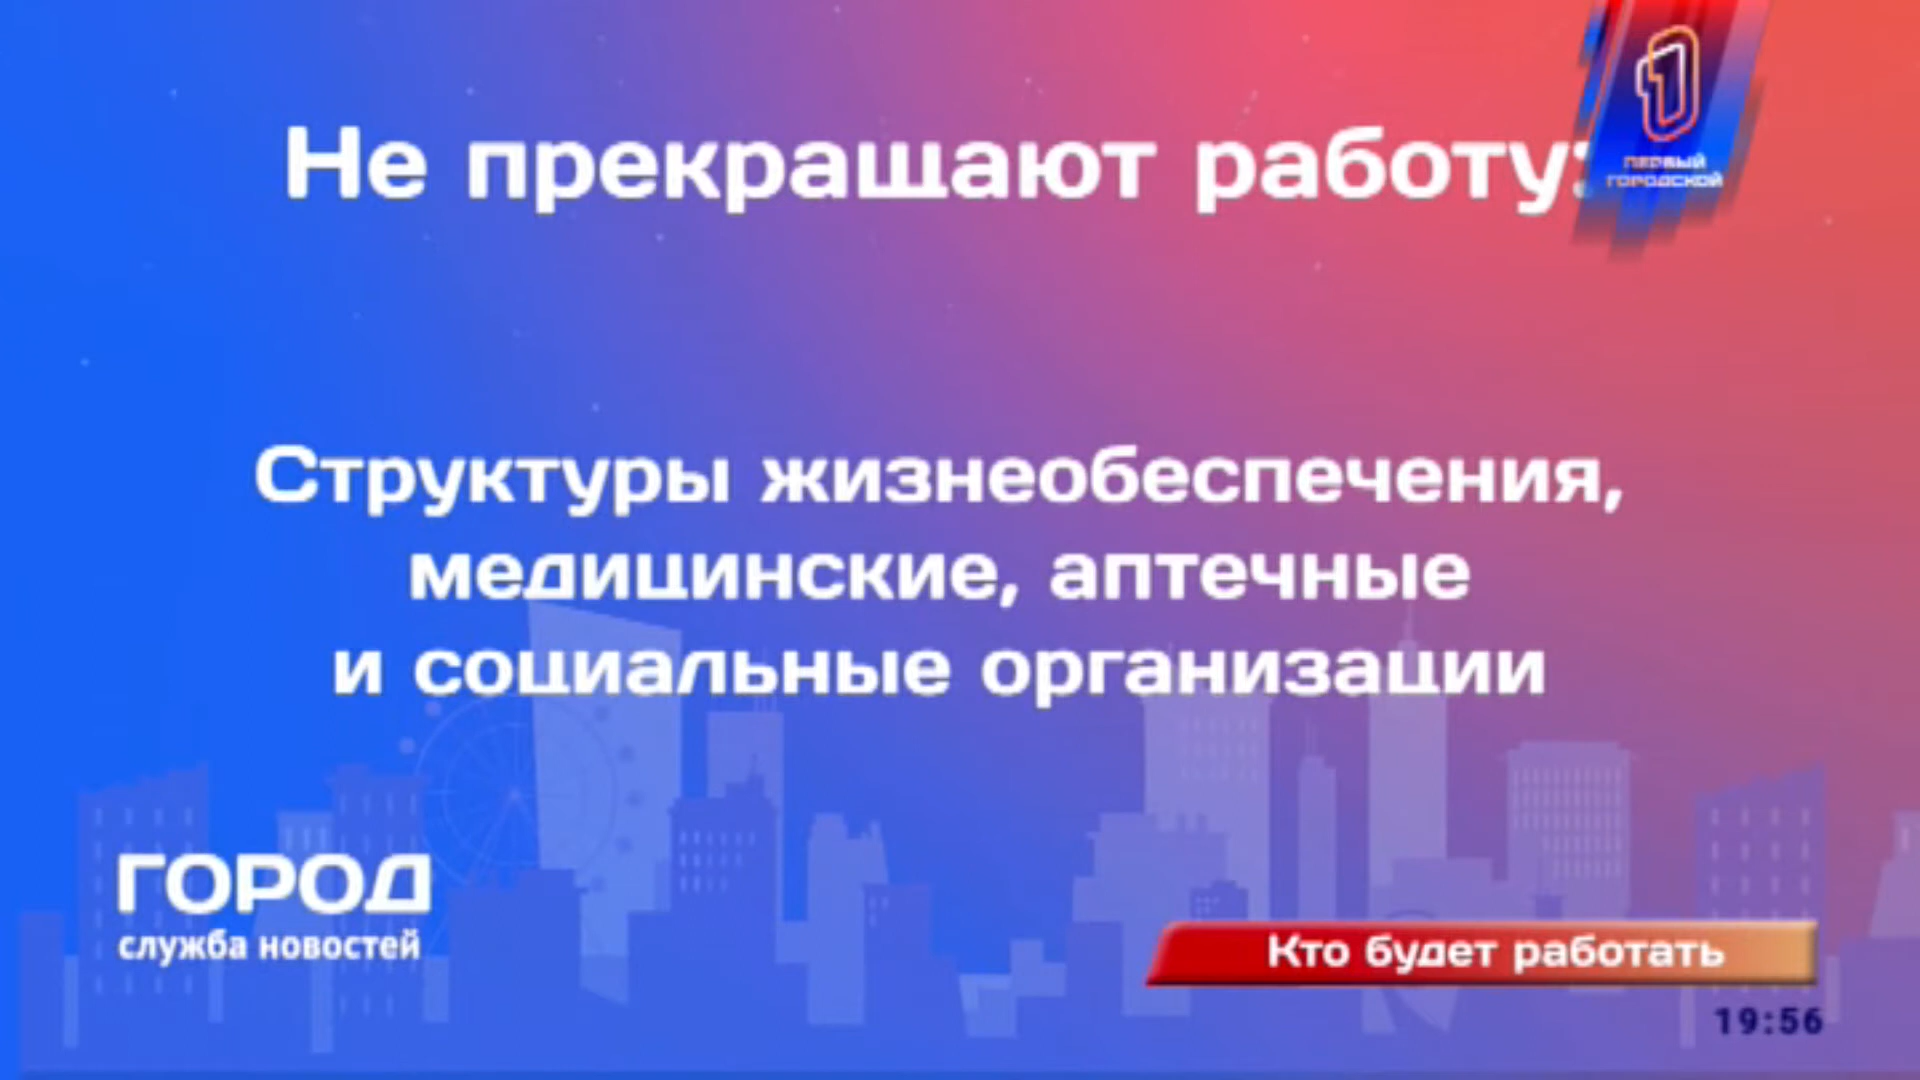 Не прекращают работу:
ПЕРВЫЙ
ГОРОДСКОЙ
Структуры жизнеобеспечения,
медицинские, аптечные
и социальные организации
ГОРОД
служба новостей
Кто будет работать
19:56